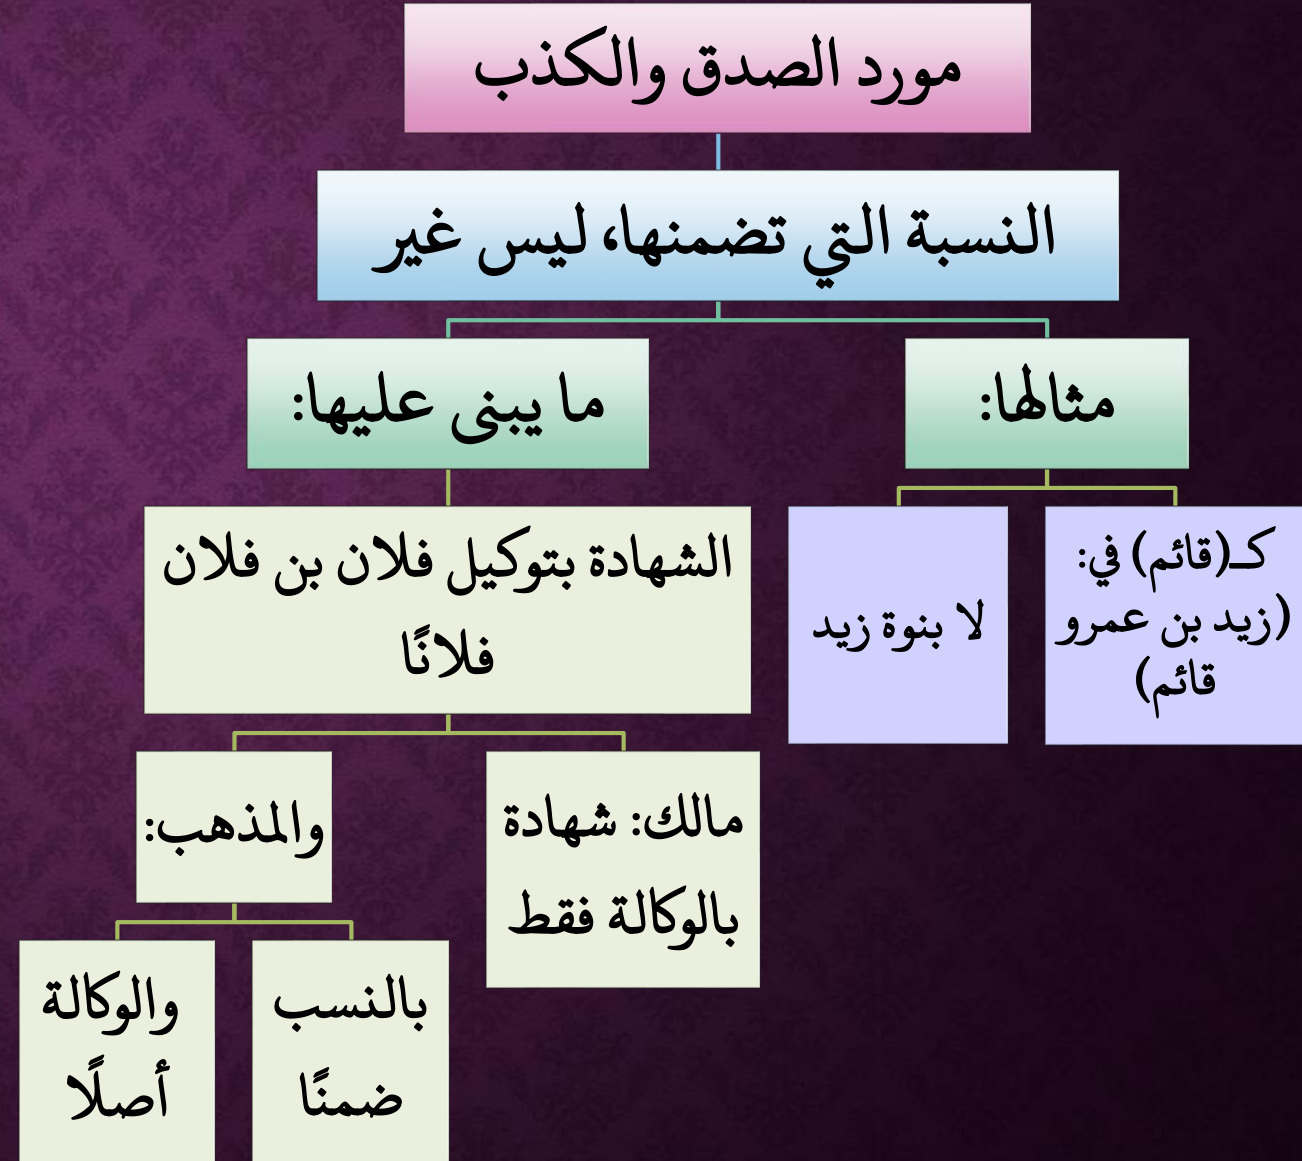 مورد الصدق والكذب
النسبة التي تضمنها، ليس غير
مثالها:
كـ(قائم) في:
(زيد بن عمرو
قائم)
لا بنوة زيد
ما يبنى عليها:
الشهادة بتوكيل فلان بن فلان
فلانًا
مالك: شهادة
بالوكالة فقط
والمذهب:
بالنسب
ضمنًا
والوكالة
أصلًا